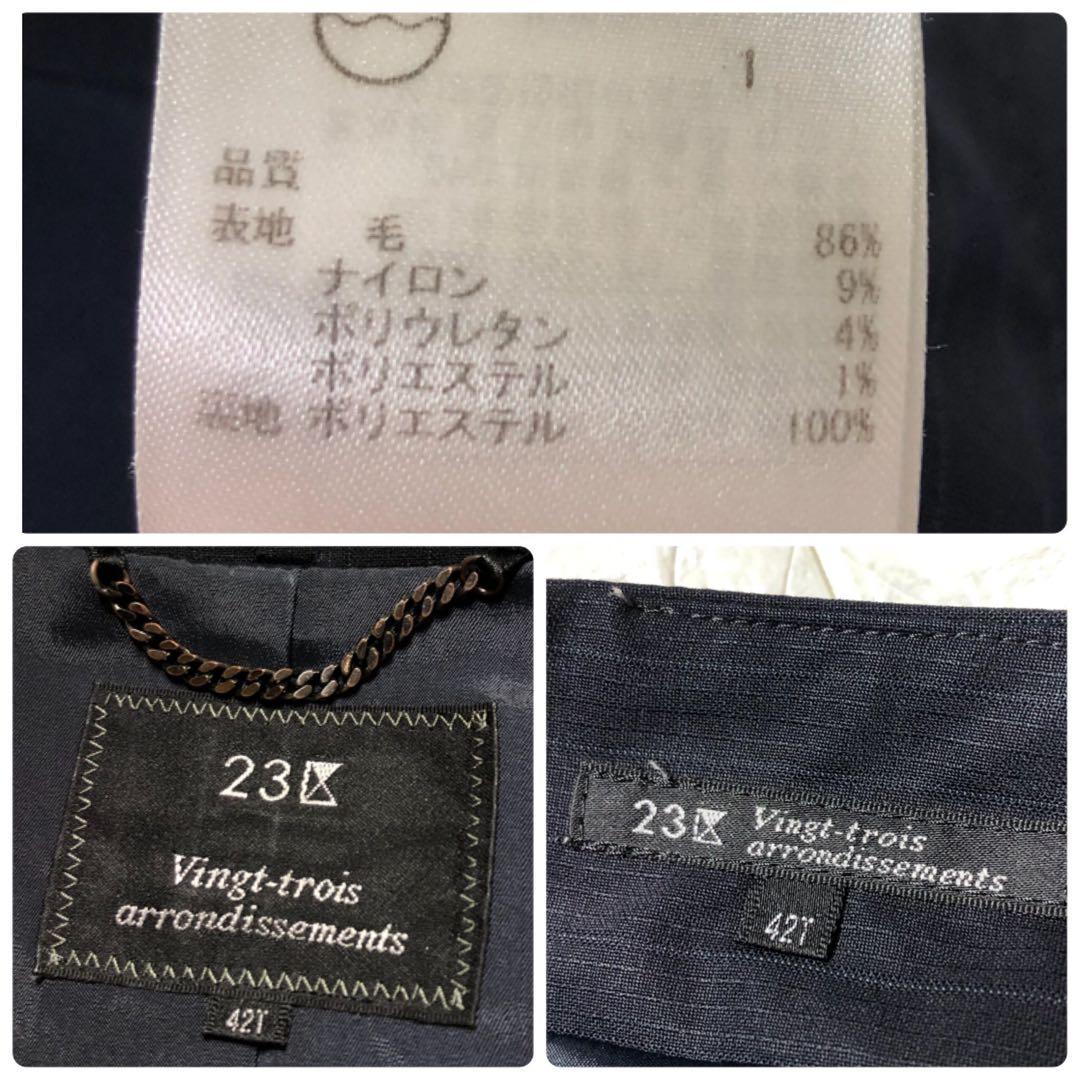 1
品質
表地 毛 86%
ナイロン 9%
ポリウレタン 4%
ポリエステル 1%
裏地 ポリエステル 100%
23区
Vingt-trois
arrondissements
42T
23区 Vingt-trois
arrondissements
42T